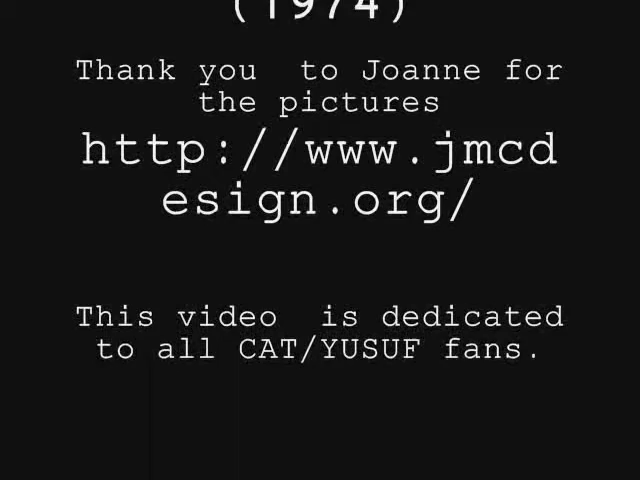 (1974)
Thank you  to Joanne for
the pictures
http://www.jmcd
esign.org/
This video  is dedicated
to all CAT/YUSUF fans.